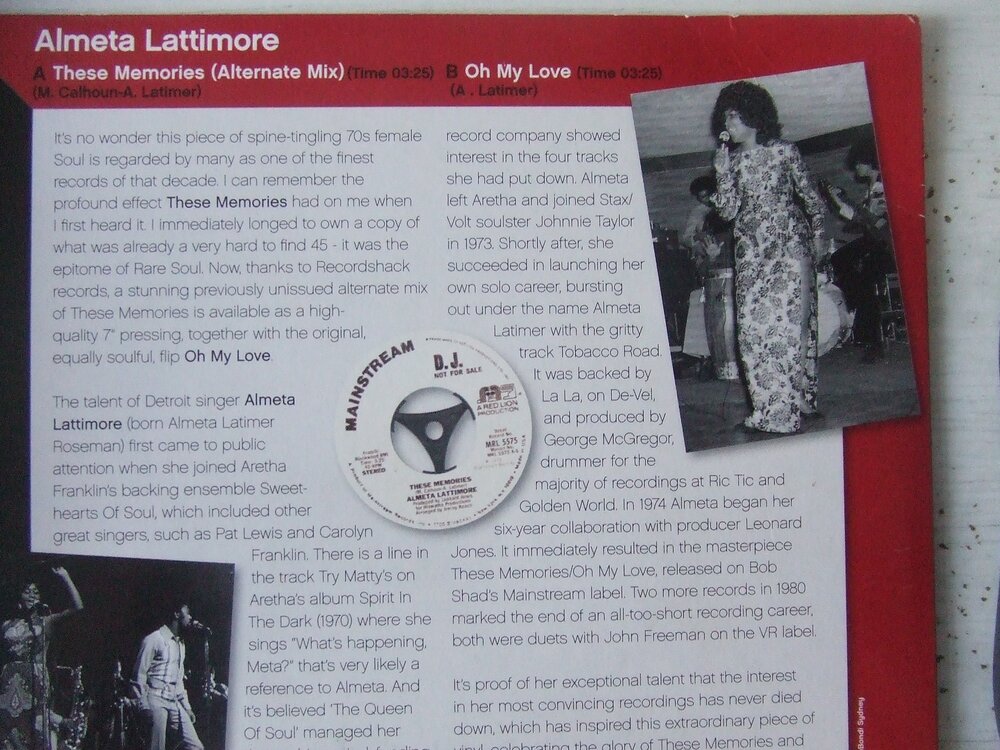 Almeta Lattimore
A These Memories (Alternate Mix) (Time 03:25) B Oh My Love (Time 03:25)
(M. Calhoun-A. Latimer) (A . Latimer)
It's no wonder this piece of spine-tingling 70s female
Soul is regarded by many as one of the finest
records of that decade. I can remember the
profound effect These Memories had on me when
I first heard it. I immediately longed to own a copy of
what was already a very hard to find 45 - it was the
epitome of Rare Soul. Now, thanks to Recordshack
records, a stunning previously unissued alternate mix
of These Memories is available as a high-
quality 7" pressing, together with the original,
equally soulful, flip Oh My Love.
The talent of Detroit singer Almeta
Lattimore (born Almeta Latimer
Roseman) first came to public
attention when she joined Aretha
Franklin's backing ensemble Sweet-
hearts Of Soul, which included other
great singers, such as Pat Lewis and Carolyn
Franklin. There is a line in
the track Try Matty's on
Aretha's album Spirit In
The Dark (1970) where she
sings "What's happening,
Meta?" that's very likely a
reference to Almeta. And
it's believed 'The Queen
Of Soul' managed her
record company showed
interest in the four tracks
she had put down. Almeta
left Aretha and joined Stax/
Volt soulster Johnnie Taylor
in 1973. Shortly after, she
succeeded in launching her
own solo career, bursting
out under the name Almeta
Latimer with the gritty
track Tobacco Road.
It was backed by
La La, on De-Vel,
and produced by
George McGregor,
drummer for the
majority of recordings at Ric Tic and
Golden World. In 1974 Almeta began her
six-year collaboration with producer Leonard
Jones. It immediately resulted in the masterpiece
These Memories/Oh My Love, released on Bob
Shad's Mainstream label. Two more records in 1980
marked the end of an all-too-short recording career,
both were duets with John Freeman on the VR label.
It's proof of her exceptional talent that the interest
in her most convincing recordings has never died
down, which has inspired this extraordinary piece of
vinyl, celebrating the glory of These Memories and
MAINSTREAM
D.J.
NOT FOR SALE
A RED LION
PRODUCTION
MRL 5575
STEREO
THESE MEMORIES
(M. Calhoun-A. Latimer)
ALMETA LATTIMORE
Bondi Sydney